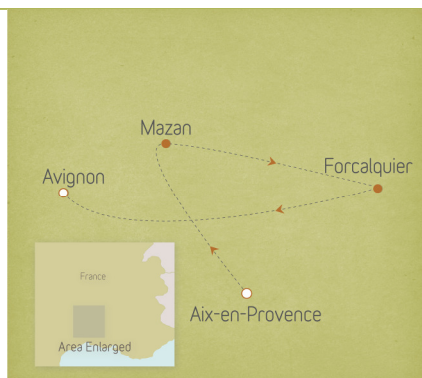 Mazan
Forcalquier
Avignon
France
Aix-en-Provence
Area Enlarged